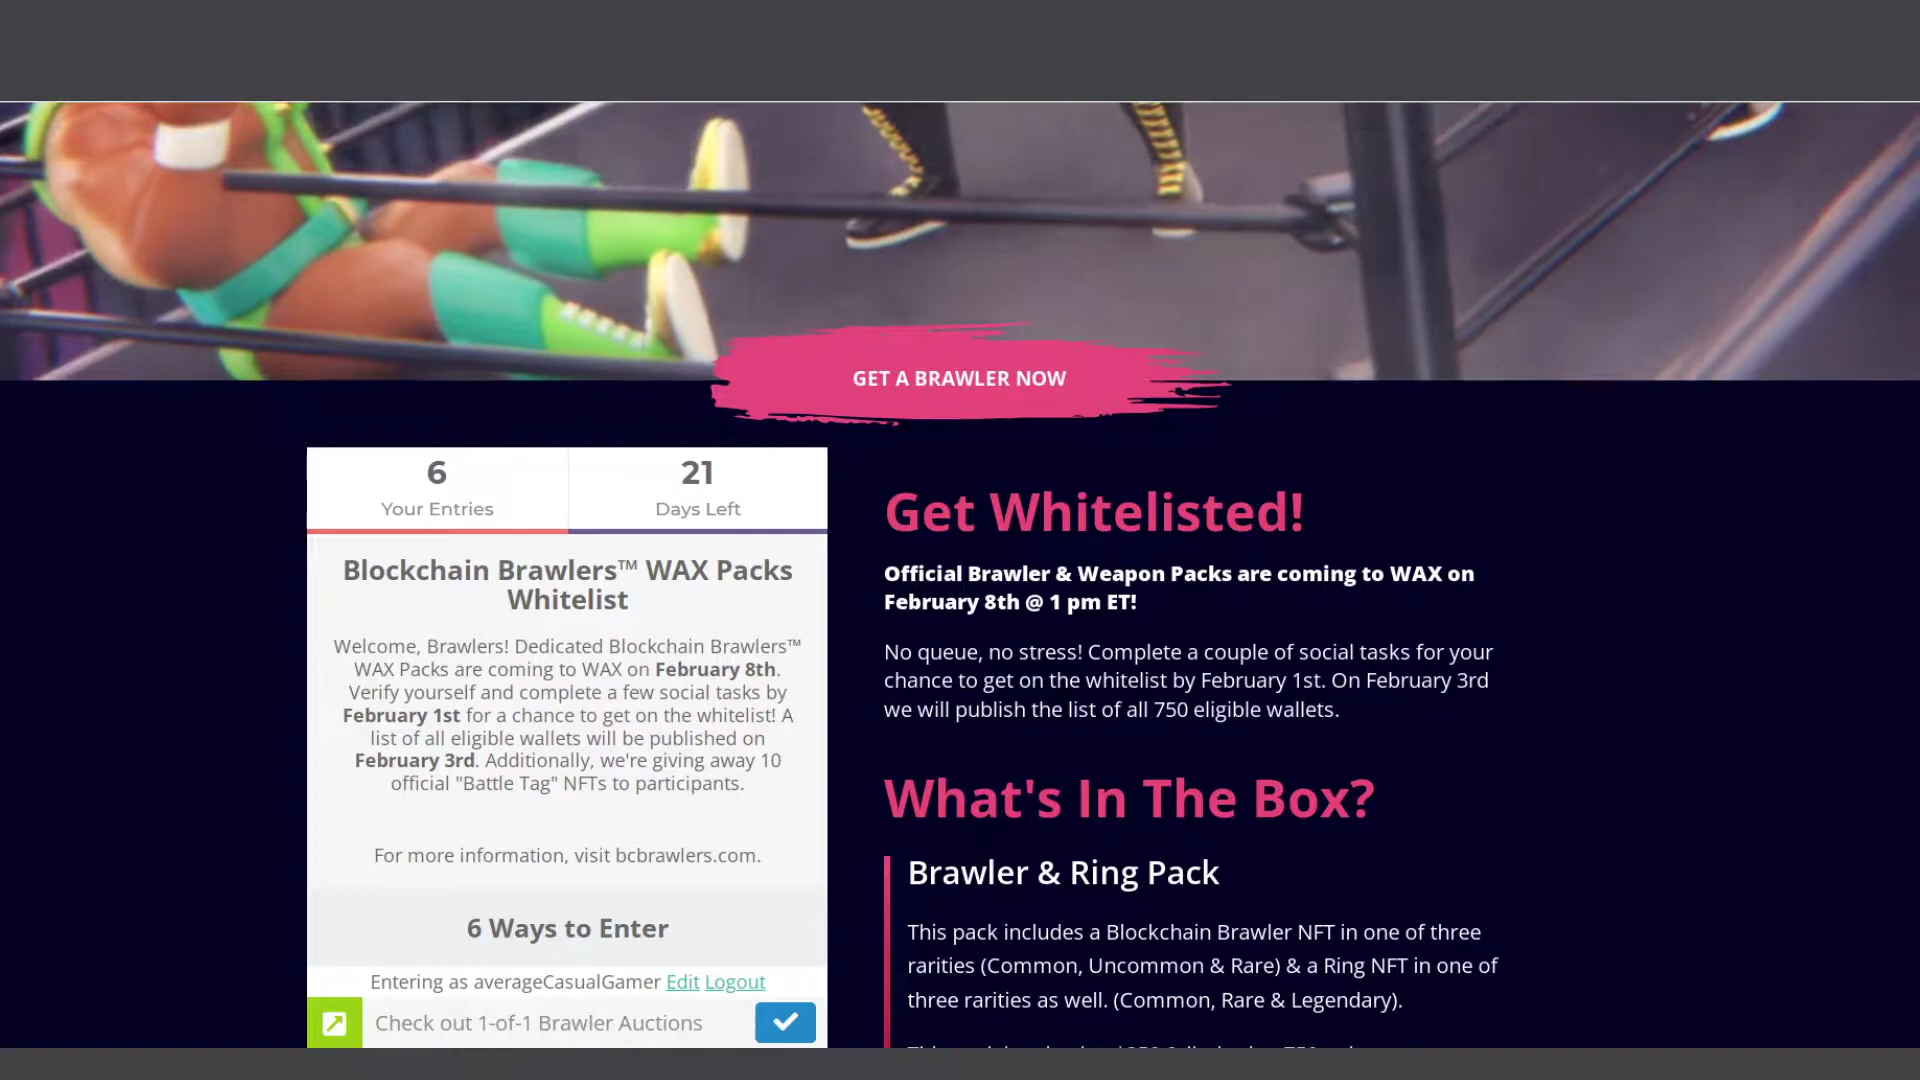 GET A BRAWLER NOW
6
Your Entries
21
Days Left
Blockchain Brawlers™ WAX Packs
Whitelist
Welcome, Brawlers! Dedicated Blockchain Brawlers™
WAX Packs are coming to WAX on February 8th.
Verify yourself and complete a few social tasks by
February 1st for a chance to get on the whitelist! A
list of all eligible wallets will be published on
February 3rd. Additionally, we're giving away 10
official "Battle Tag" NFTs to participants.
For more information, visit bcbrawlers.com.
6 Ways to Enter
Entering as averageCasualGamer Edit Logout
Check out 1-of-1 Brawler Auctions
Get Whitelisted!
Official Brawler & Weapon Packs are coming to WAX on
February 8th @ 1 pm ET!
No queue, no stress! Complete a couple of social tasks for your
chance to get on the whitelist by February 1st. On February 3rd
we will publish the list of all 750 eligible wallets.
What's In The Box?
Brawler & Ring Pack
This pack includes a Blockchain Brawler NFT in one of three
rarities (Common, Uncommon & Rare) & a Ring NFT in one of
three rarities as well. (Common, Rare & Legendary).